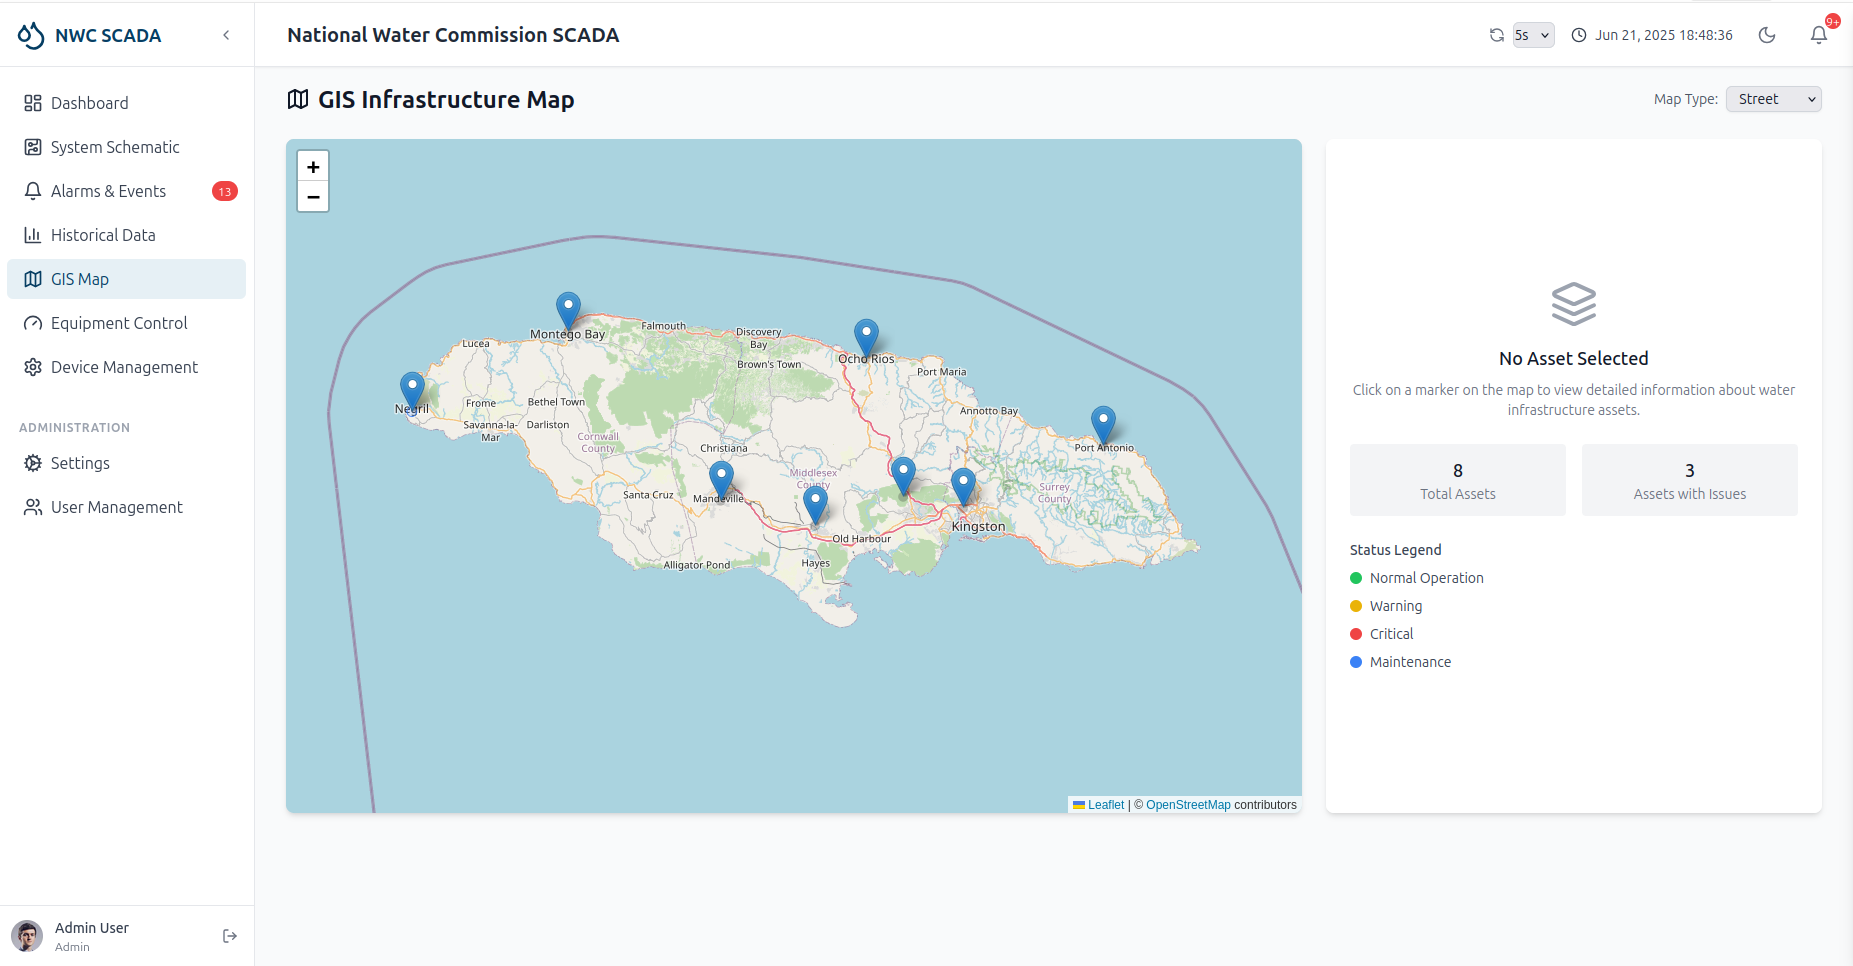 NWC SCADA
National Water Commission SCADA
5s
Jun 21, 2025 18:48:36
9+
Dashboard
System Schematic
Alarms & Events
13
Historical Data
GIS Map
Equipment Control
Device Management
ADMINISTRATION
Settings
User Management
Admin User
Admin
GIS Infrastructure Map
Map Type:
Street
+
−
Montego Bay
Falmouth
Discovery
Bay
Lucea
Ocho Rios
Brown's Town
Port Maria
Negril
Frome
Bethel Town
Annotto Bay
Savanna-la-
Mar
Darliston
Cornwall
County
Christiana
Port Antonio
Middlesex
County
Surrey
County
Santa Cruz
Mandeville
Kingston
Old Harbour
Alligator Pond
Hayes
Leaflet | © OpenStreetMap contributors
No Asset Selected
Click on a marker on the map to view detailed information about water
infrastructure assets.
8
Total Assets
3
Assets with Issues
Status Legend
Normal Operation
Warning
Critical
Maintenance